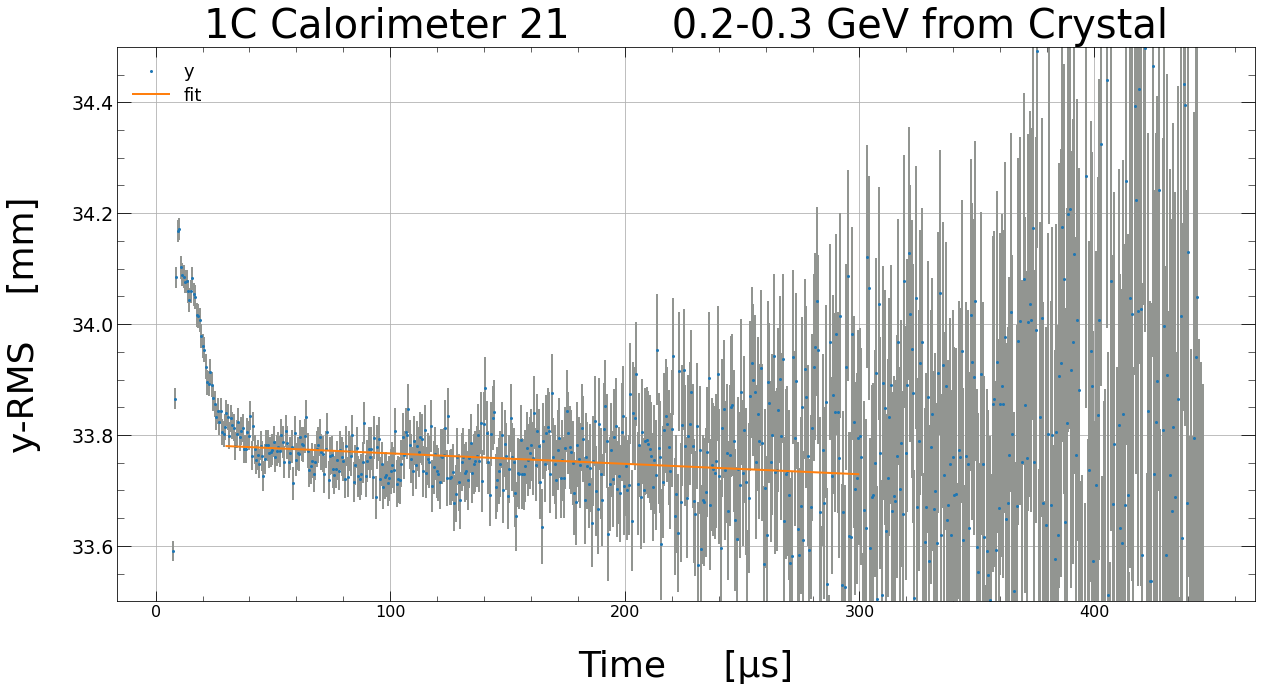 1C Calorimeter 21 0.2-0.3 GeV from Crystal
y
fit
34.4
34.2
34.0
33.8
33.6
y-RMS [mm]
0 100 200 300 400
Time [µs]